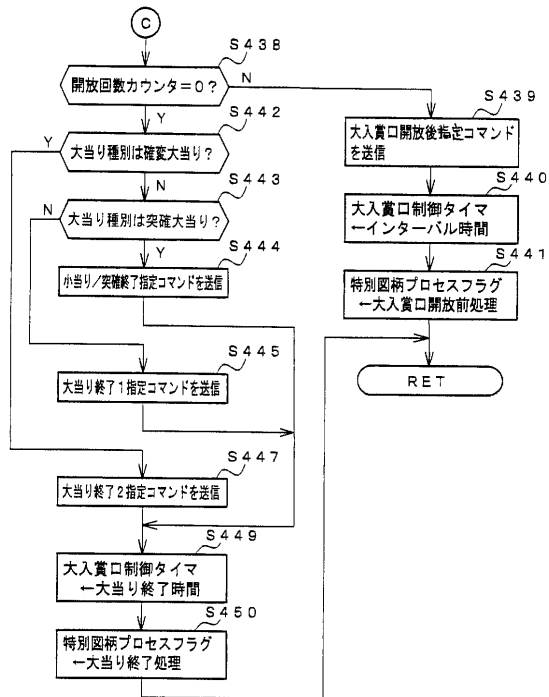 C
S438
開放回数カウンタ＝0？
N
Y
S442
大当り種別は確変大当り？
Y
N
S443
大当り種別は突確大当り？
N
Y
S444
小当り／突確終了指定コマンドを送信
S445
大当り終了1指定コマンドを送信
S447
大当り終了2指定コマンドを送信
S449
大入賞口制御タイマ
←大当り終了時間
S450
特別図柄プロセスフラグ
←大当り終了処理
S439
大入賞口開放後指定コマンド
を送信
S440
大入賞口制御タイマ
←インターバル時間
S441
特別図柄プロセスフラグ
←大入賞口開放前処理
RET